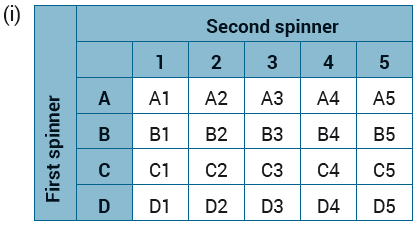 (i)
Second spinner
1 2 3 4 5
First spinner
A A1 A2 A3 A4 A5
B B1 B2 B3 B4 B5
C C1 C2 C3 C4 C5
D D1 D2 D3 D4 D5